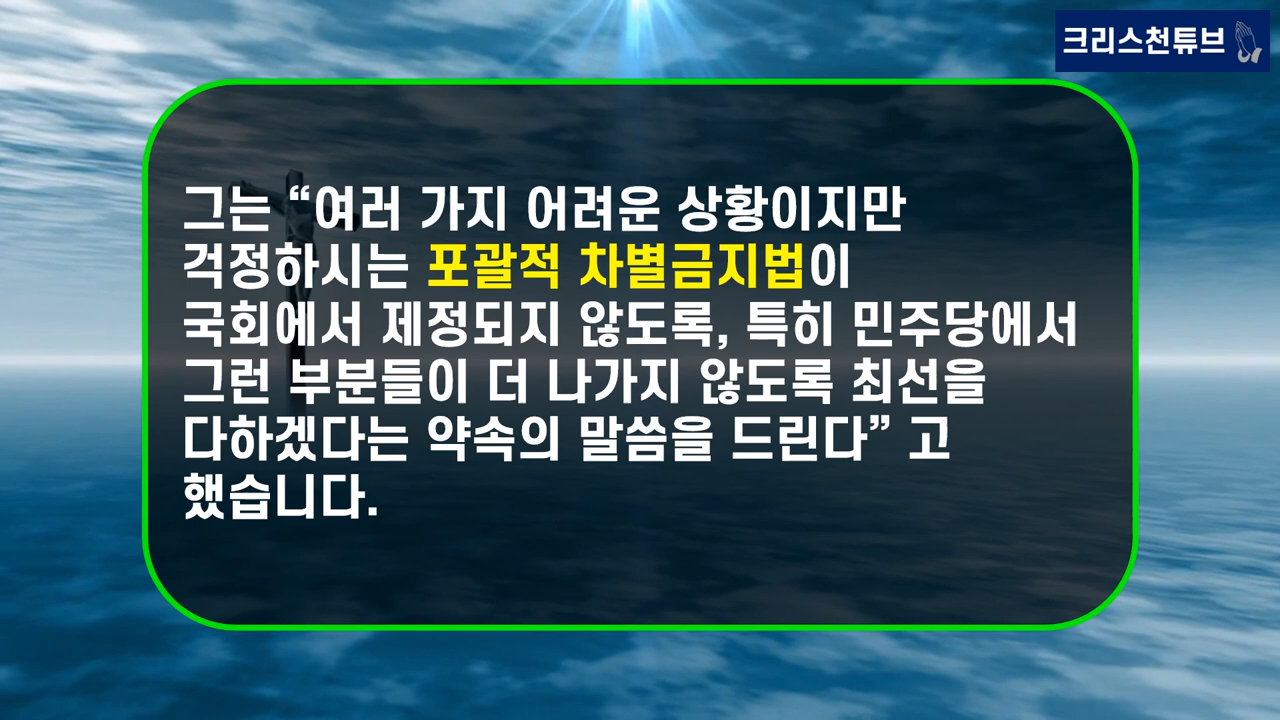 크리스천튜브
그는 “여러 가지 어려운 상황이지만
걱정하시는 포괄적 차별금지법이
국회에서 제정되지 않도록, 특히 민주당에서
그런 부분들이 더 나가지 않도록 최선을
다하겠다는 약속의 말씀을 드린다” 고
했습니다.